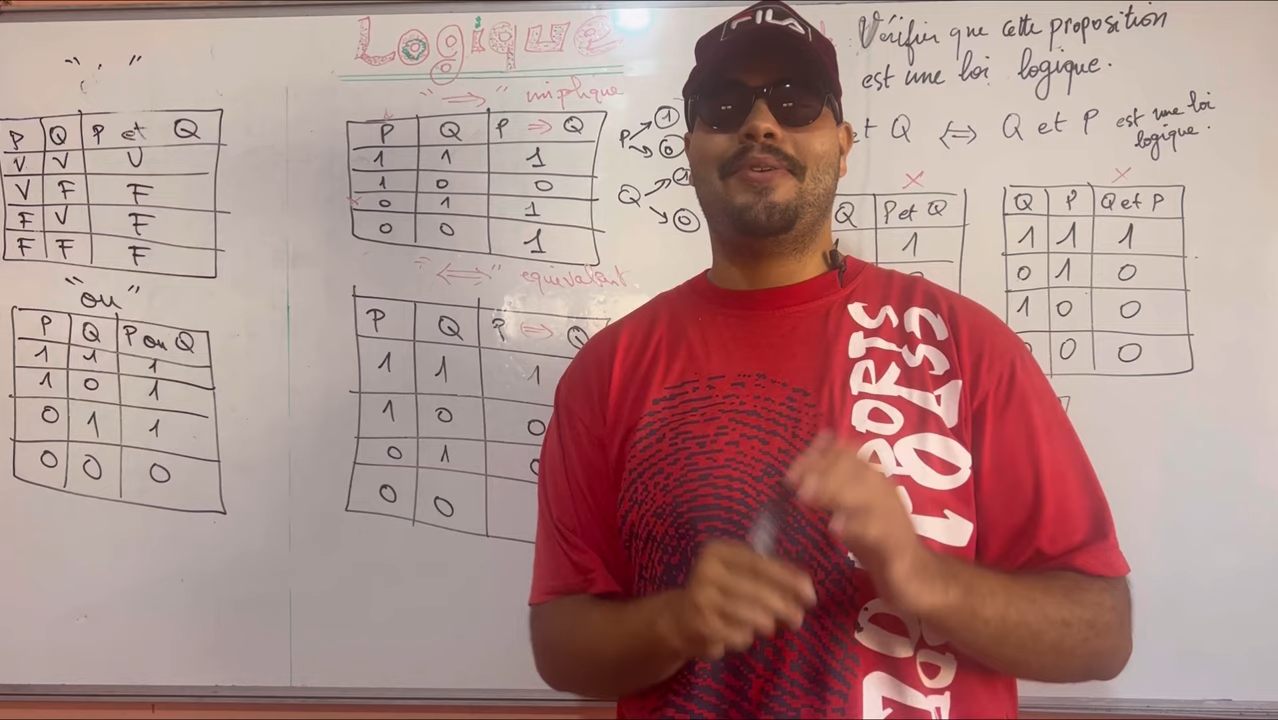 Logique
FILA
Vérifier que cette proposition
est une loi logique.
et Q ⇔ Q et P est une loi
logique.
"."
P Q P et Q
V V V
V F F
F V F
F F F
"ou"
P Q P ou Q
1 1 1
1 0 1
0 1 1
0 0 0
"⇒" implique
P Q P ⇒ Q
1 1 1
1 0 0
0 1 1
0 0 1
P 1
0
Q 1
0
"⇔" equivalent
P Q P ⇔ Q
1 1 1
1 0 0
0 1 0
0 0
Q P et Q
1
Q P Q et P
1 1 1
0 1 0
1 0 0
0 0